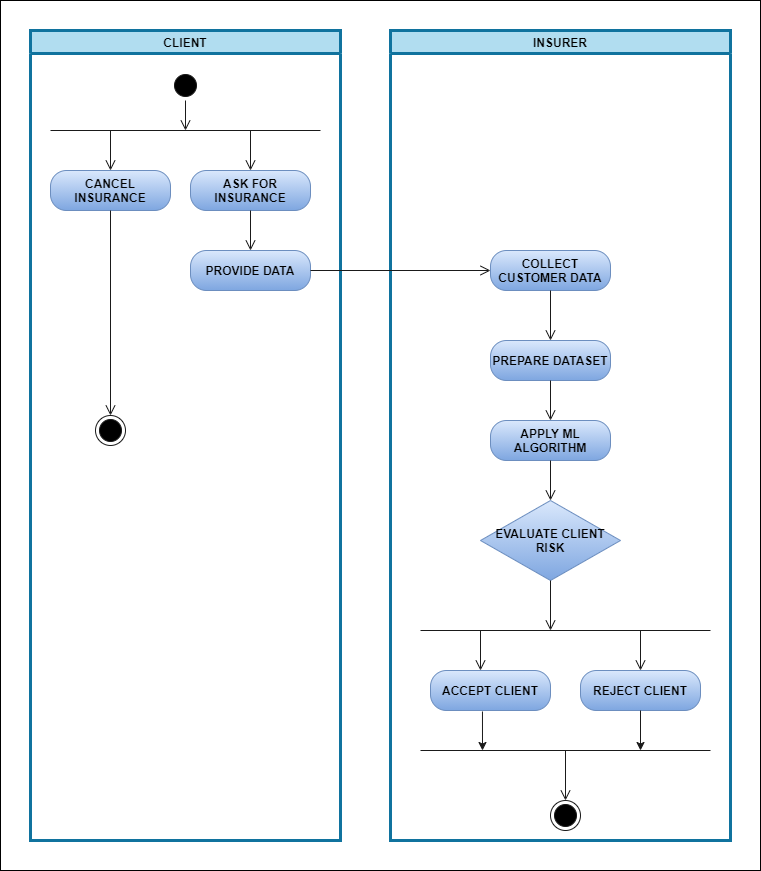 CLIENT
INSURER
CANCEL
INSURANCE
ASK FOR
INSURANCE
PROVIDE DATA
COLLECT
CUSTOMER DATA
PREPARE DATASET
APPLY ML
ALGORITHM
EVALUATE CLIENT
RISK
ACCEPT CLIENT
REJECT CLIENT